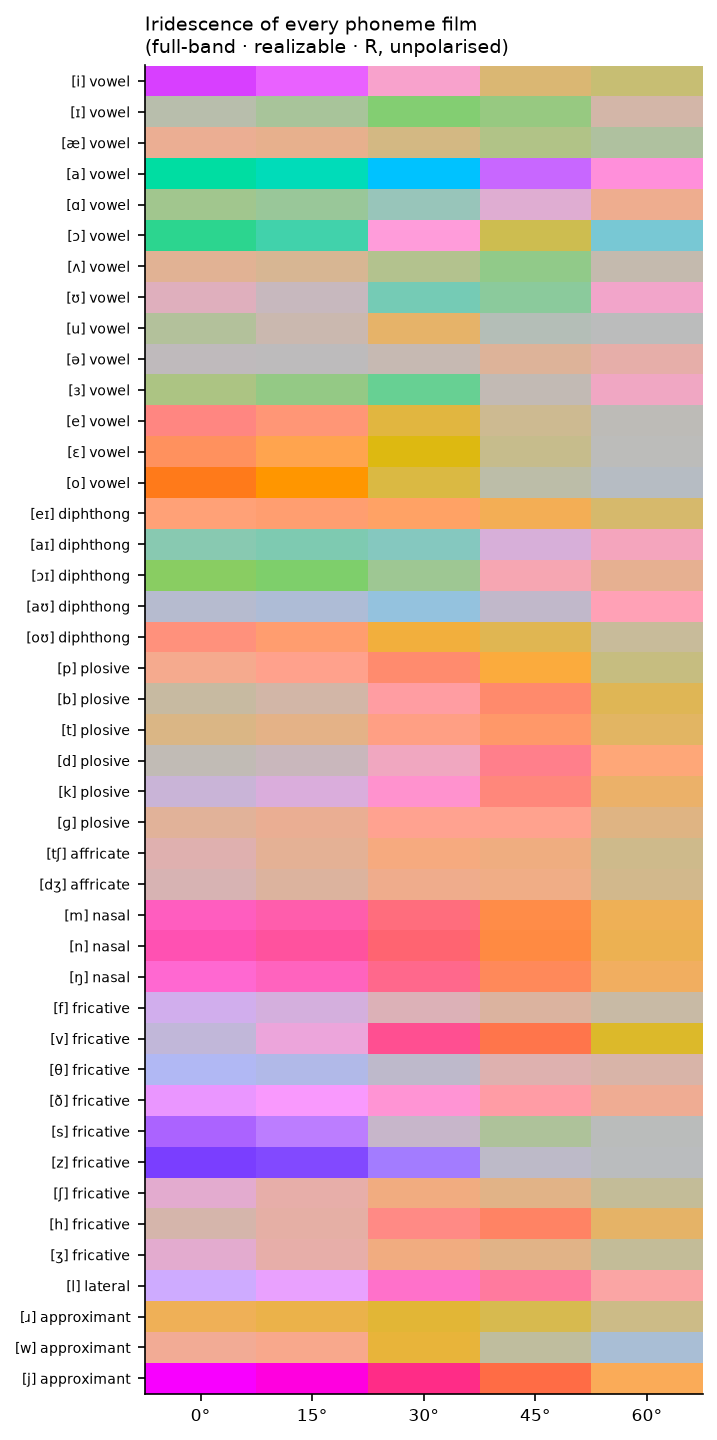 Iridescence of every phoneme film
(full-band · realizable · R, unpolarised)
[i] vowel
[ɪ] vowel
[æ] vowel
[a] vowel
[ɑ] vowel
[ɔ] vowel
[ʌ] vowel
[ʊ] vowel
[u] vowel
[ə] vowel
[ɜ] vowel
[e] vowel
[ɛ] vowel
[o] vowel
[eɪ] diphthong
[aɪ] diphthong
[ɔɪ] diphthong
[aʊ] diphthong
[oʊ] diphthong
[p] plosive
[b] plosive
[t] plosive
[d] plosive
[k] plosive
[ɡ] plosive
[tʃ] affricate
[dʒ] affricate
[m] nasal
[n] nasal
[ŋ] nasal
[f] fricative
[v] fricative
[θ] fricative
[ð] fricative
[s] fricative
[z] fricative
[ʃ] fricative
[h] fricative
[ʒ] fricative
[l] lateral
[ɹ] approximant
[w] approximant
[j] approximant
0° 15° 30° 45° 60°